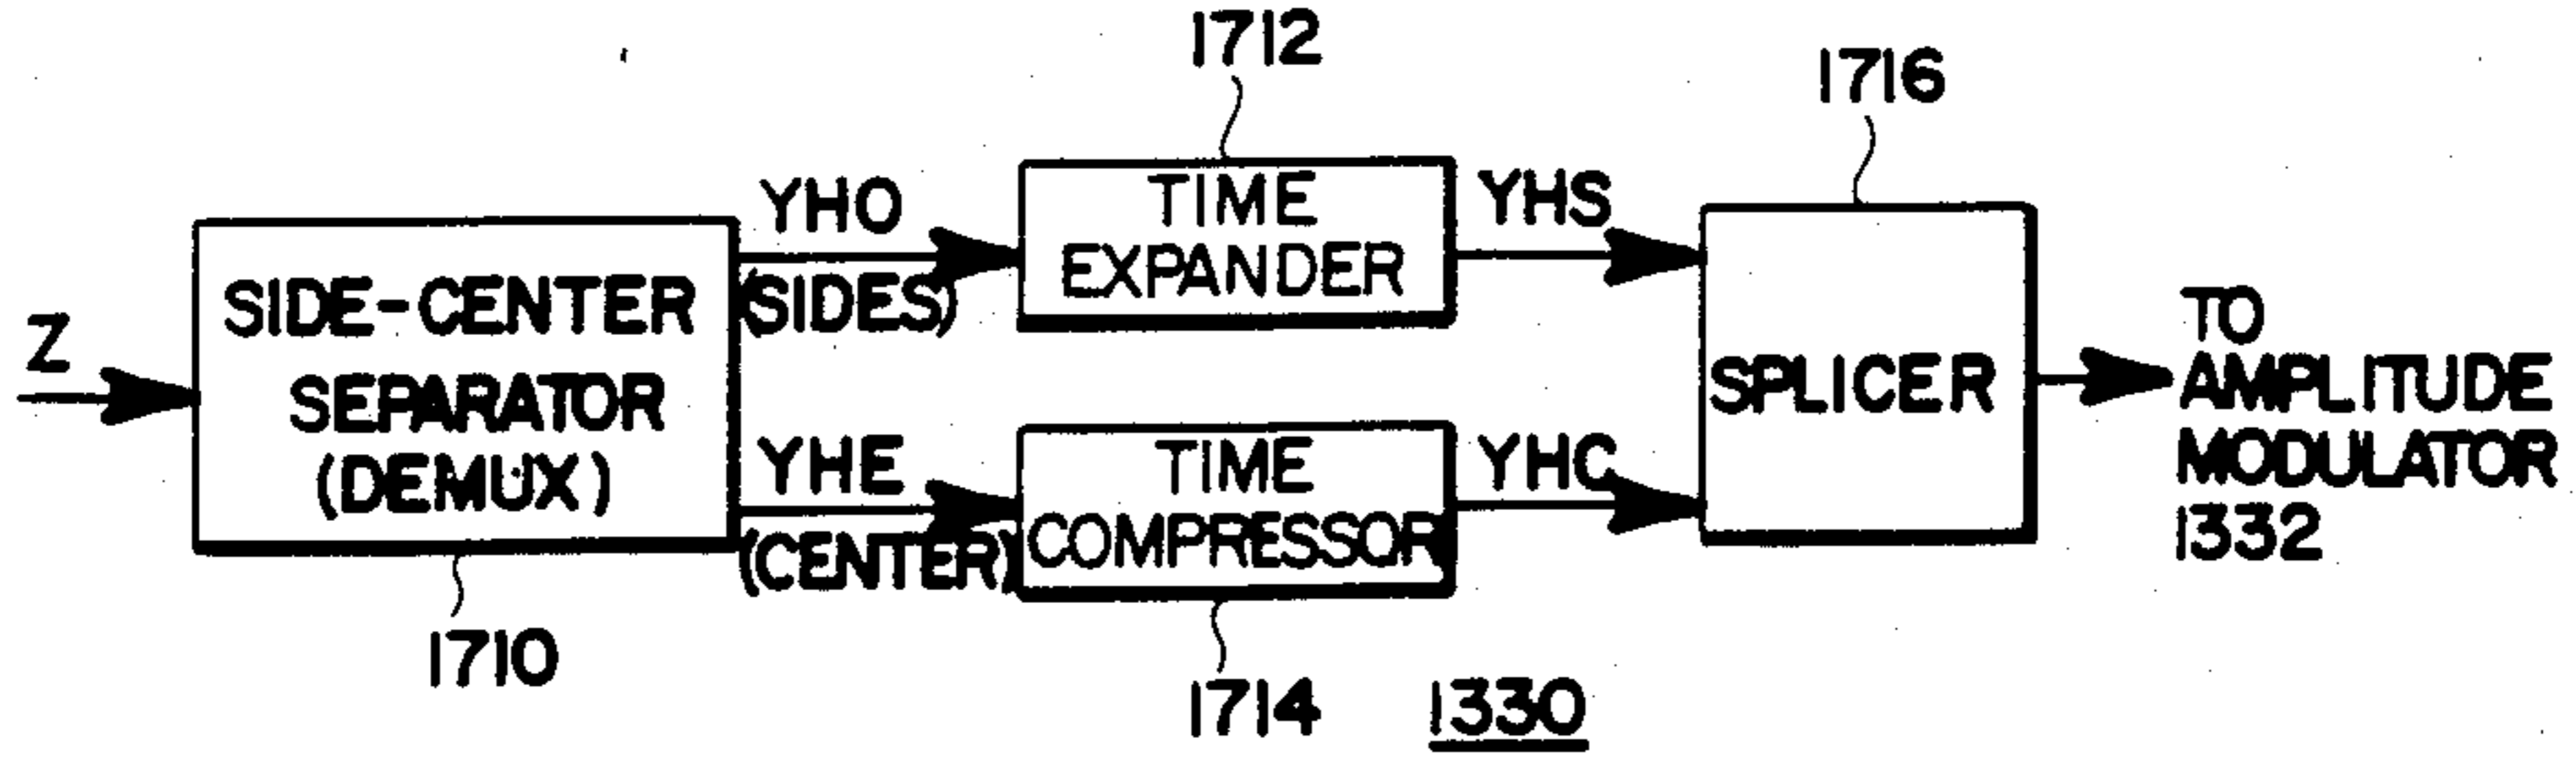 Z
SIDE-CENTER
SEPARATOR
(DEMUX)
1710
YHO
(SIDES)
YHE
(CENTER)
1712
TIME
EXPANDER
TIME
COMPRESSOR
1714
YHS
YHC
1716
SPLICER
TO
AMPLITUDE
MODULATOR
1332
1330